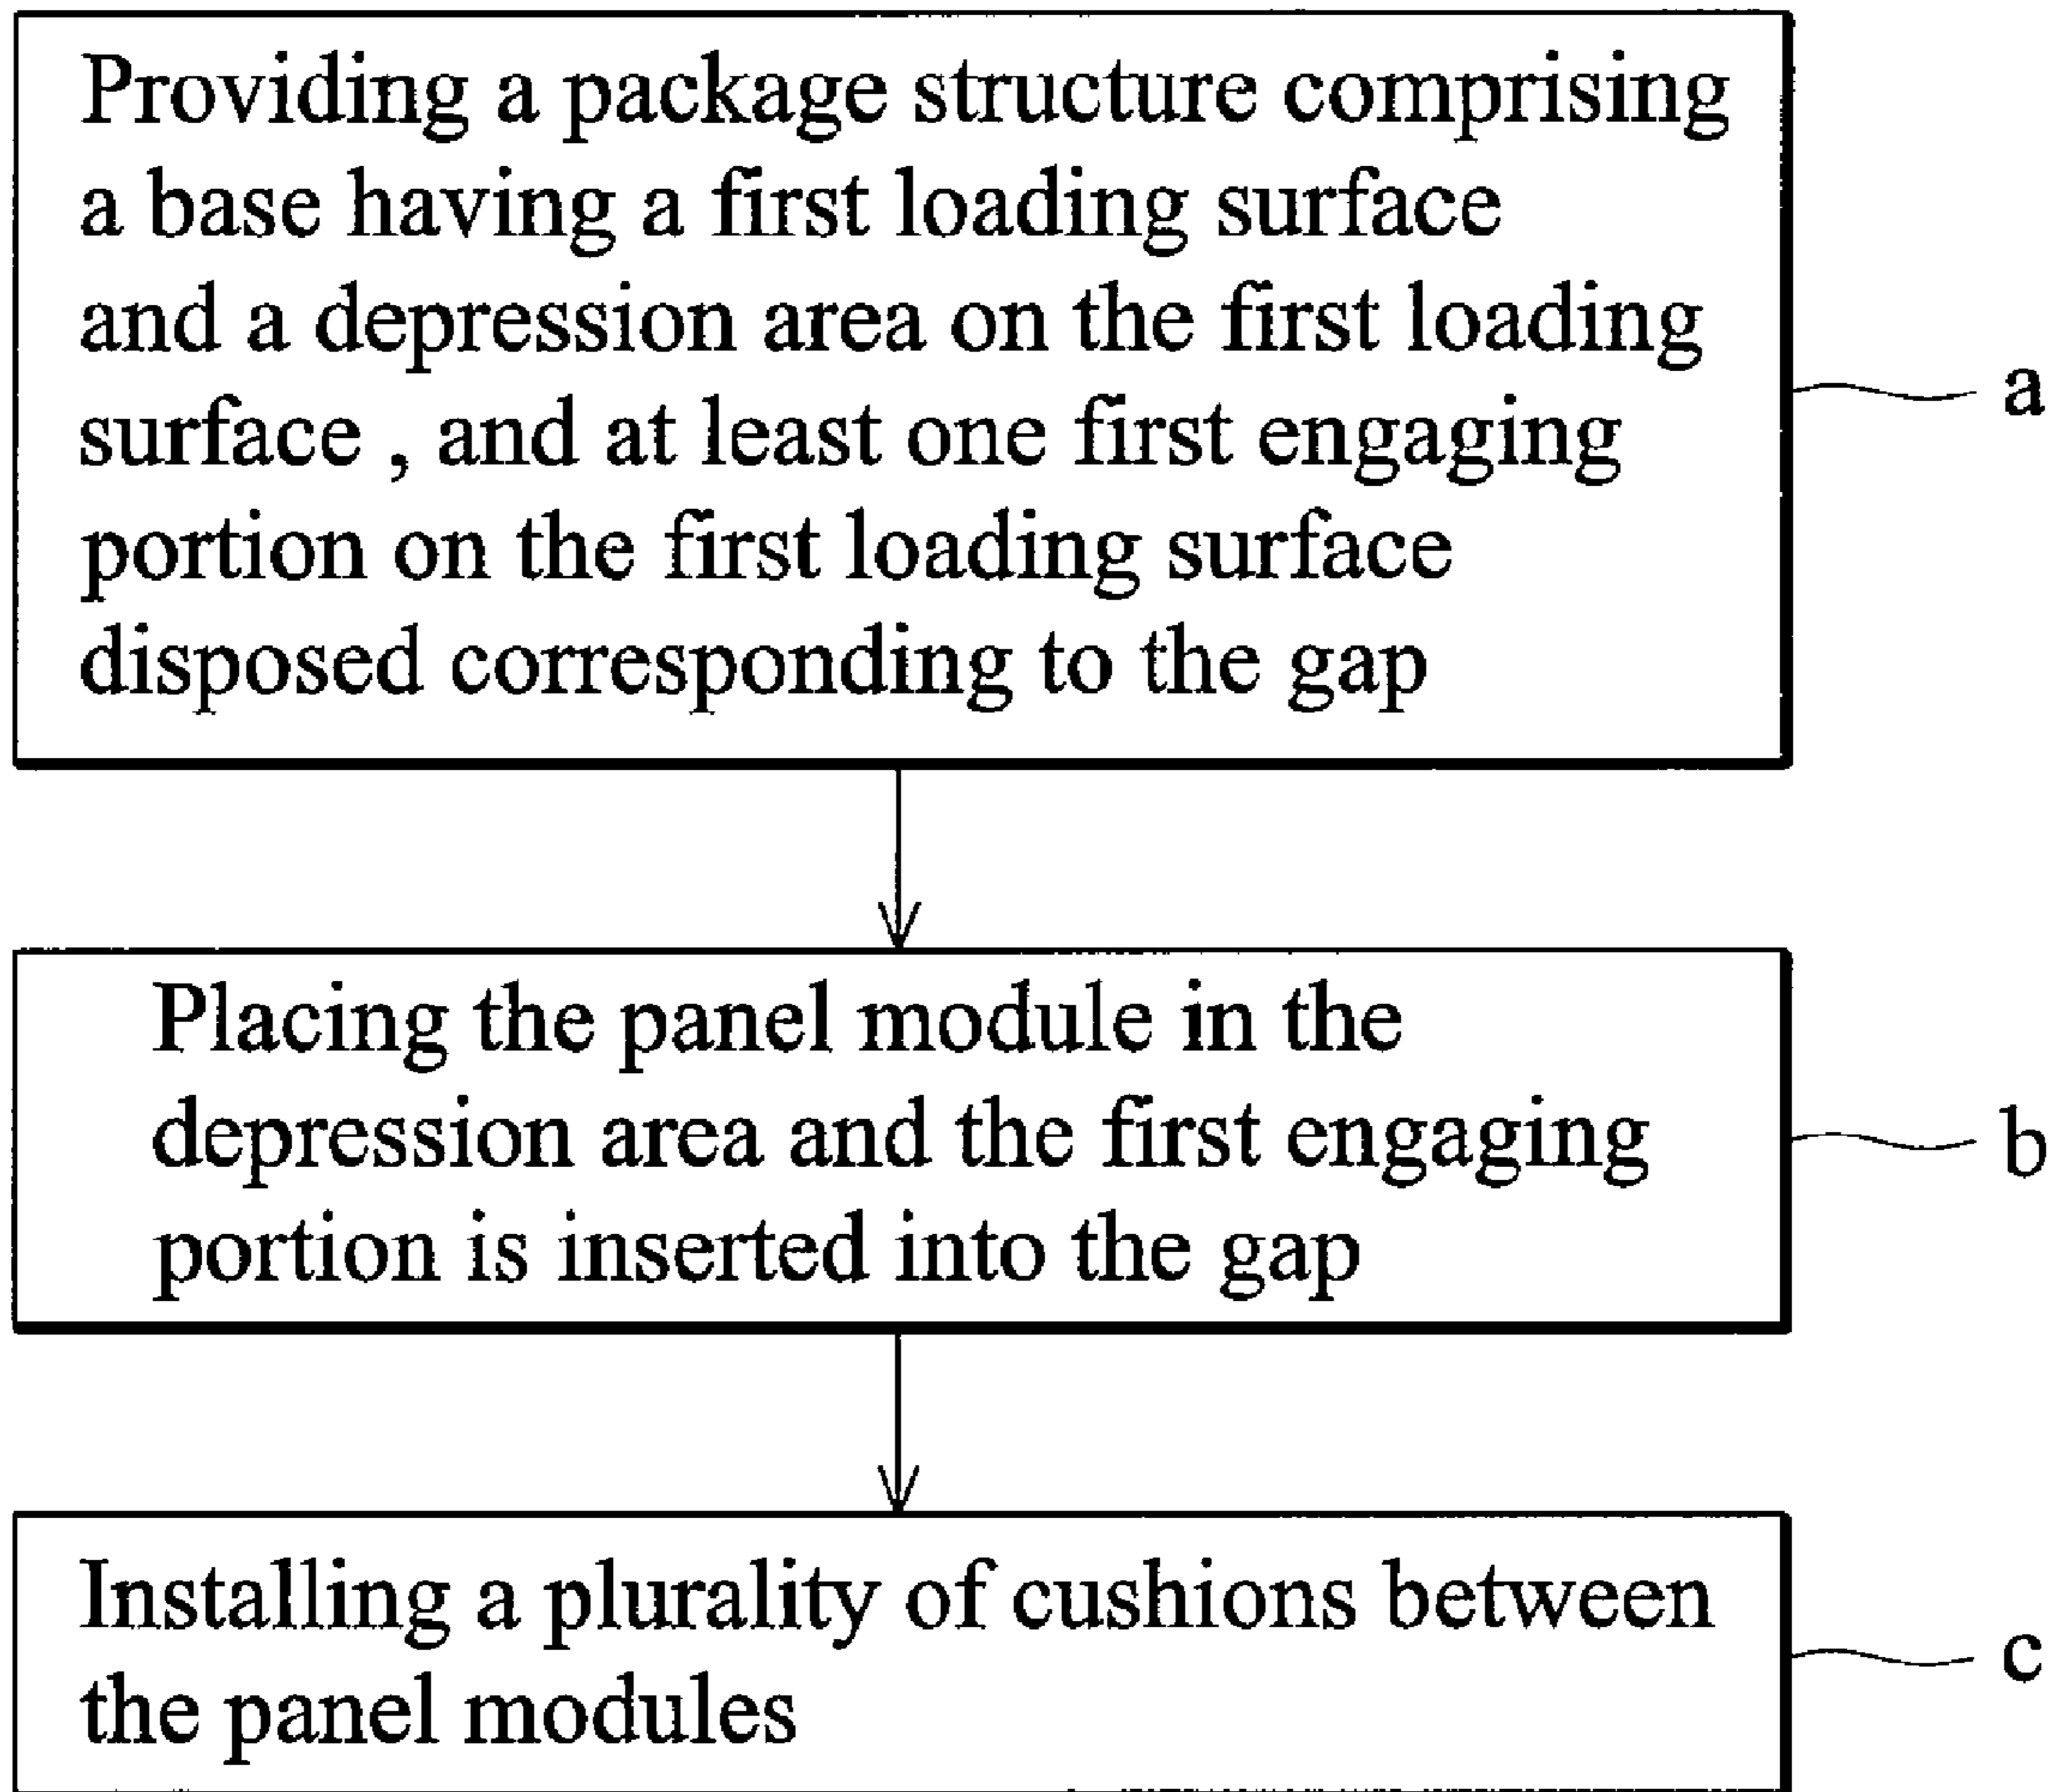 Providing a package structure comprising
a base having a first loading surface
and a depression area on the first loading
surface , and at least one first engaging
portion on the first loading surface
disposed corresponding to the gap
a
Placing the panel module in the
depression area and the first engaging
portion is inserted into the gap
b
Installing a plurality of cushions between
the panel modules
c